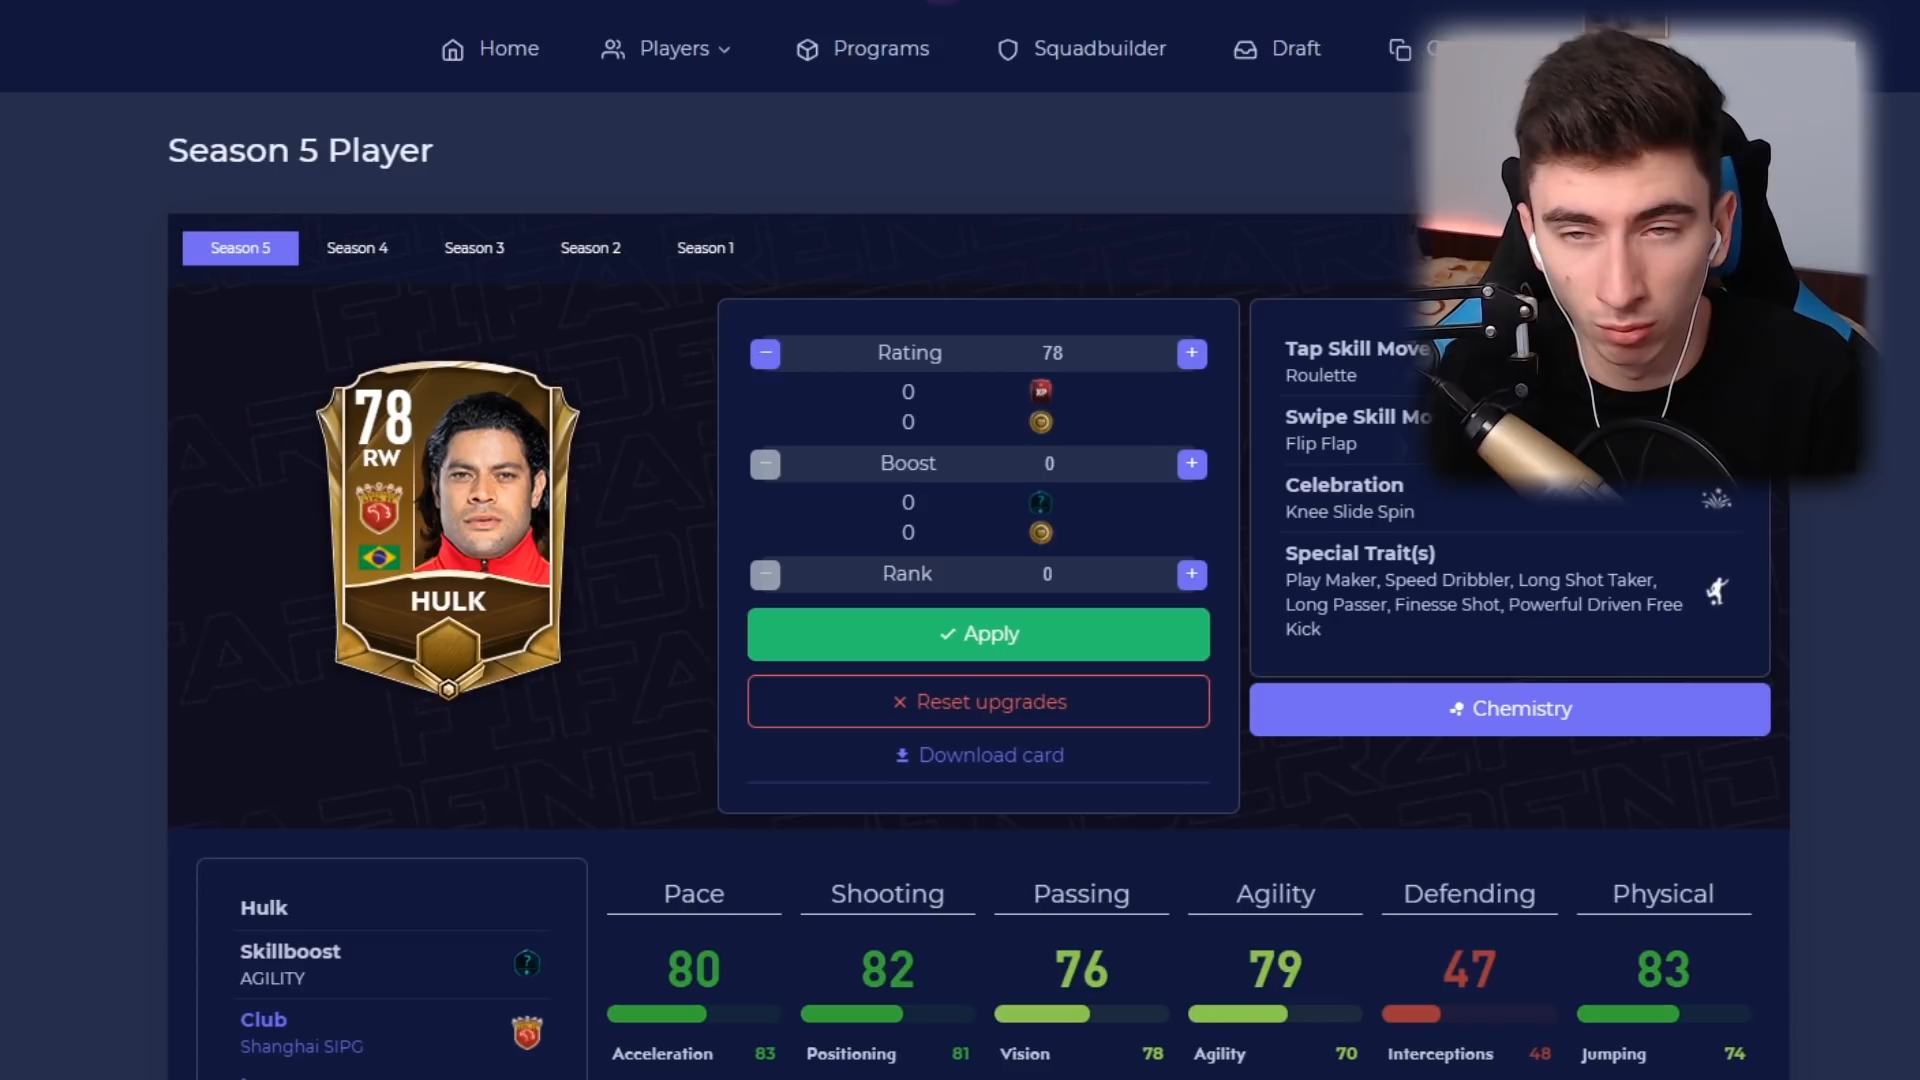 Home
Players
Programs
Squadbuilder
Draft
Season 5 Player
Season 5
Season 4
Season 3
Season 2
Season 1
78
RW
HULK
Rating 78
0
XP
0
Boost 0
0
?
0
Rank 0
Apply
Reset upgrades
Download card
Tap Skill Move
Roulette
Swipe Skill Mo
Flip Flap
Celebration
Knee Slide Spin
Special Trait(s)
Play Maker, Speed Dribbler, Long Shot Taker,
Long Passer, Finesse Shot, Powerful Driven Free
Kick
Chemistry
Hulk
Skillboost
AGILITY
?
Club
Shanghai SIPG
Pace Shooting Passing Agility Defending Physical
80 82 76 79 47 83
Acceleration 83 Positioning 81 Vision 78 Agility 70 Interceptions 48 Jumping 74